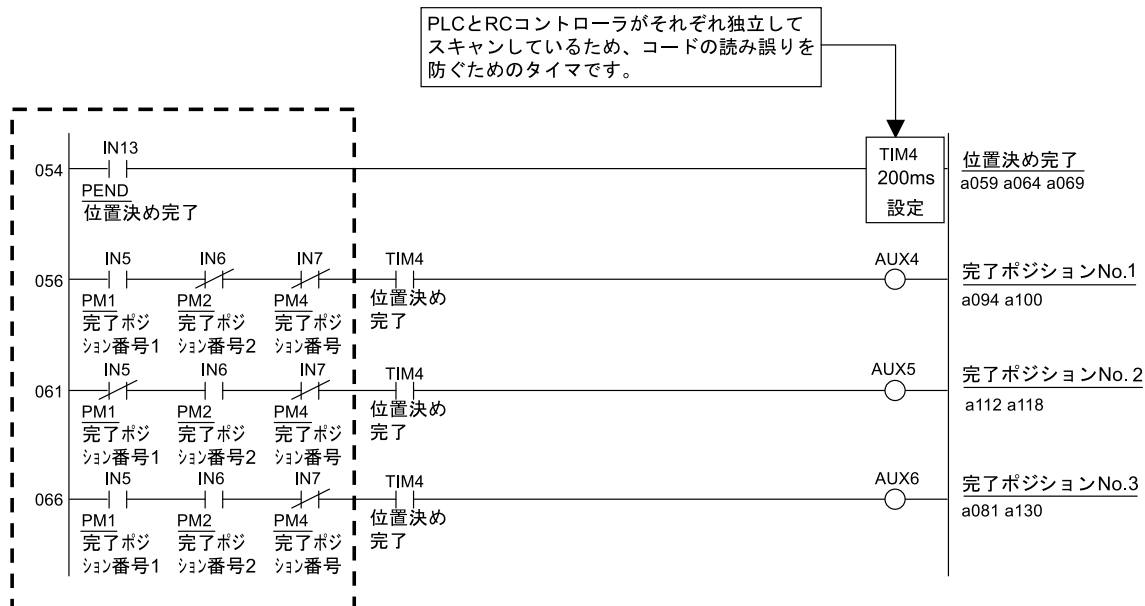 PLCとRCコントローラがそれぞれ独立して
スキャンしているため、コードの読み誤りを
防ぐためのタイマです。
IN13
054
PEND
位置決め完了
TIM4
200ms
設定
位置決め完了
a059 a064 a069
IN5 IN6 IN7 TIM4 AUX4
056
完了ポジションNo.1
a094 a100
PM1 PM2 PM4 位置決め
完了ポジ 完了ポジ 完了ポジ 完了
ション番号1 ション番号2 ション番号
IN5 IN6 IN7 TIM4 AUX5
061
完了ポジションNo.2
a112 a118
PM1 PM2 PM4 位置決め
完了ポジ 完了ポジ 完了ポジ 完了
ション番号1 ション番号2 ション番号
IN5 IN6 IN7 TIM4 AUX6
066
完了ポジションNo.3
a081 a130
PM1 PM2 PM4 位置決め
完了ポジ 完了ポジ 完了ポジ 完了
ション番号1 ション番号2 ション番号